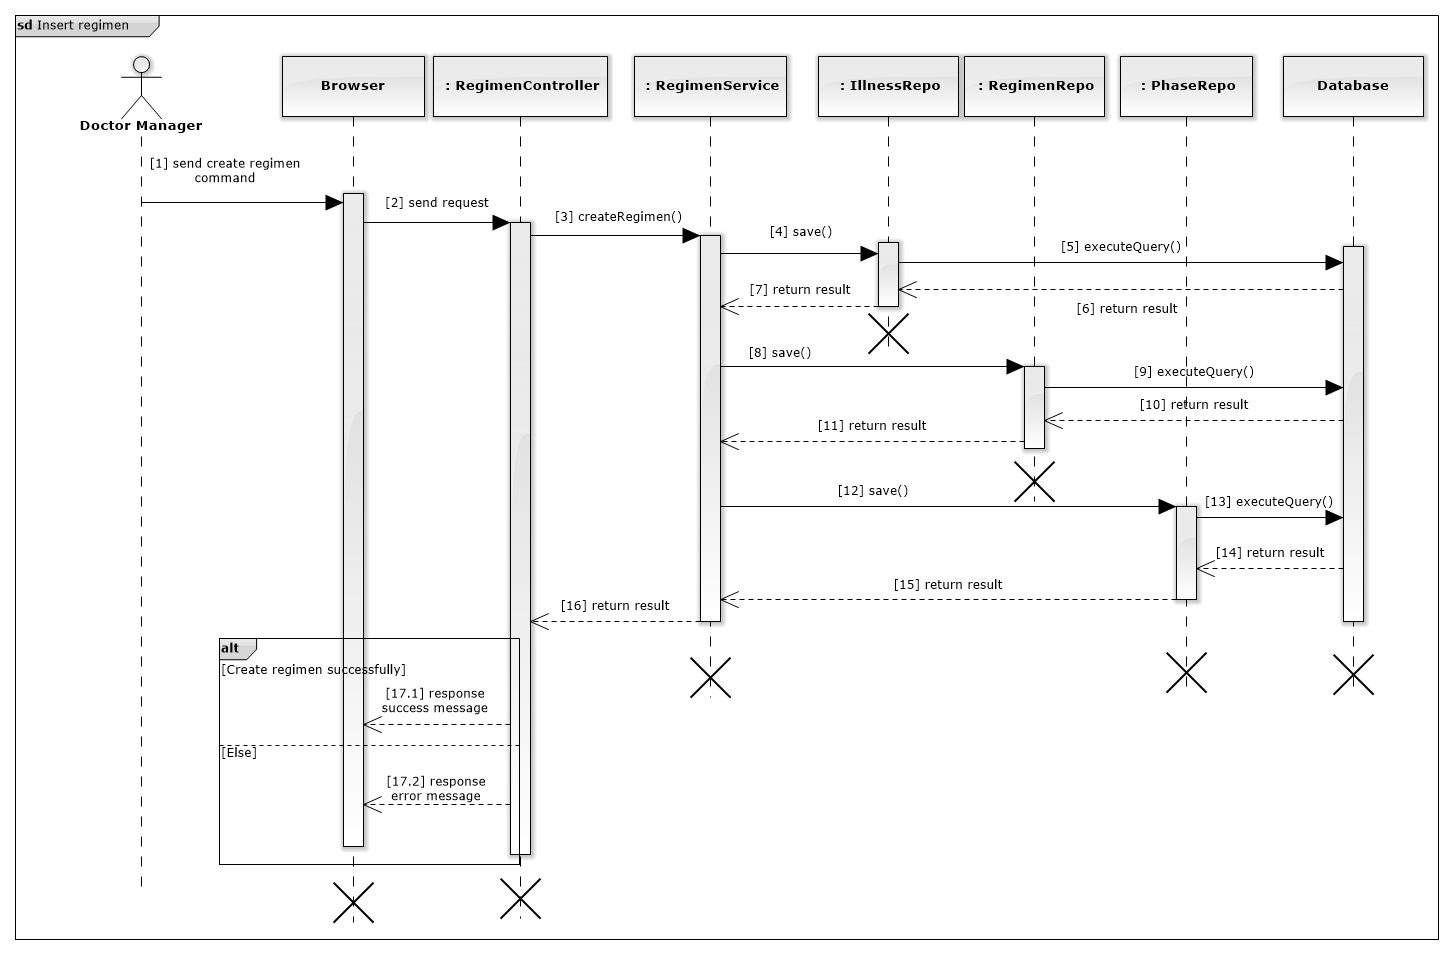 sd Insert regimen
Doctor Manager
Browser
: RegimenController
: RegimenService
: IllnessRepo
: RegimenRepo
: PhaseRepo
Database
[1] send create regimen
command
[2] send request
[3] createRegimen()
[4] save()
[5] executeQuery()
[6] return result
[7] return result
[8] save()
[9] executeQuery()
[10] return result
[11] return result
[12] save()
[13] executeQuery()
[14] return result
[15] return result
[16] return result
alt
[Create regimen successfully]
[17.1] response
success message
[Else]
[17.2] response
error message